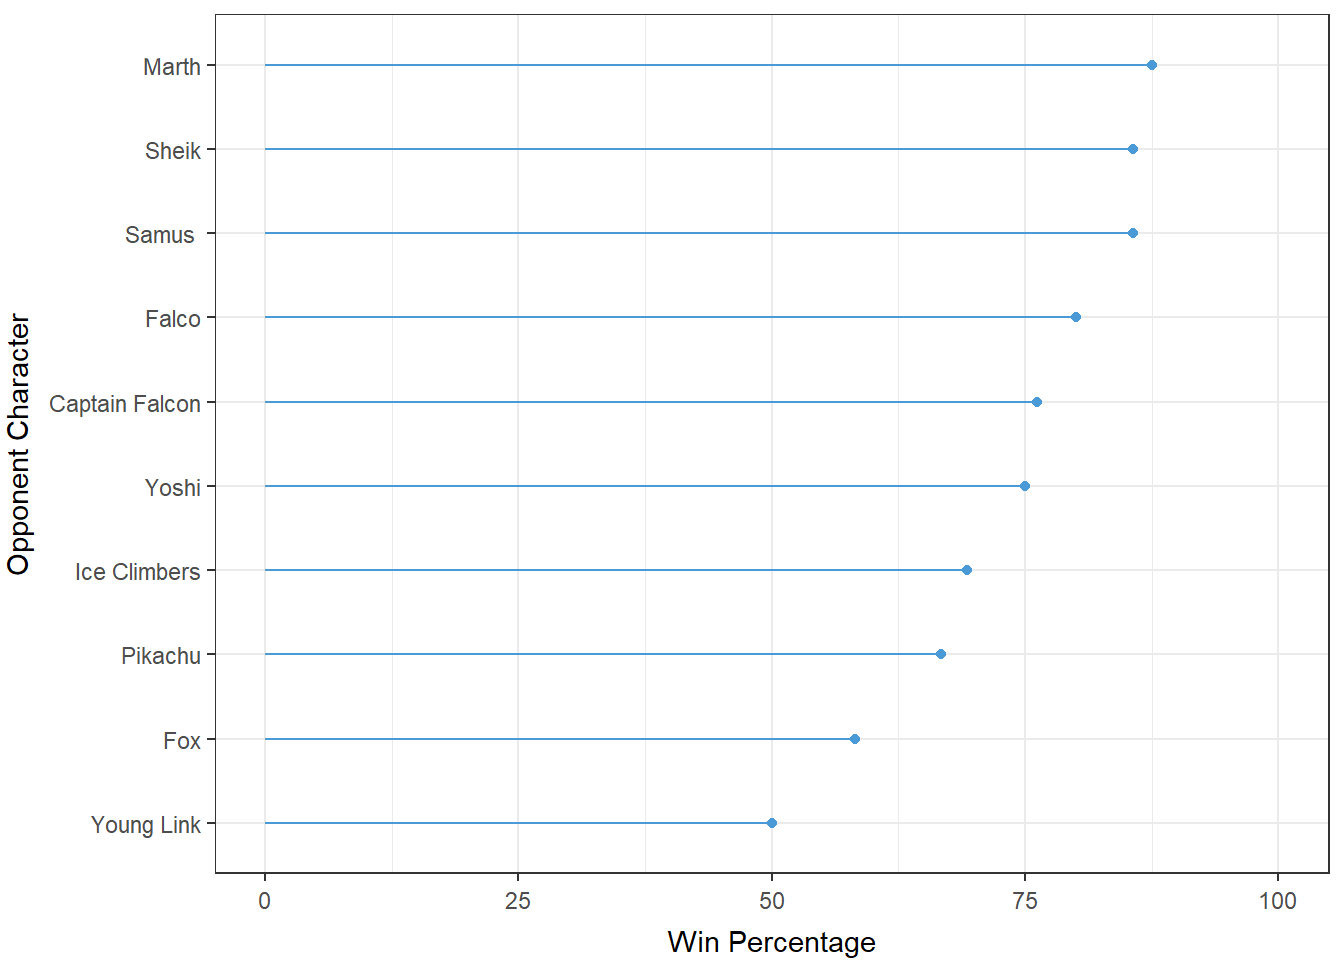 Opponent Character
Marth
Sheik
Samus
Falco
Captain Falcon
Yoshi
Ice Climbers
Pikachu
Fox
Young Link
0 25 50 75 100
Win Percentage